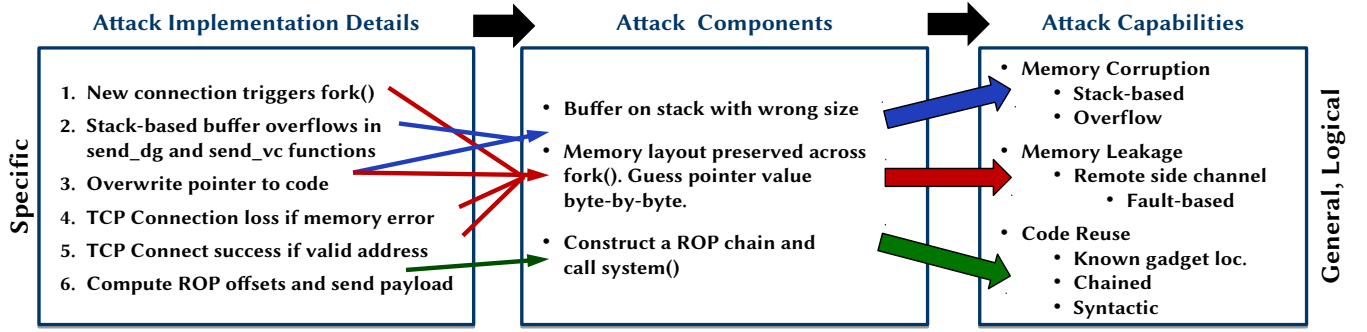 Attack Implementation Details
Attack Components
Attack Capabilities
Specific
1. New connection triggers fork()
2. Stack-based buffer overflows in
send_dg and send_vc functions
3. Overwrite pointer to code
4. TCP Connection loss if memory error
5. TCP Connect success if valid address
6. Compute ROP offsets and send payload
• Buffer on stack with wrong size
• Memory layout preserved across
fork(). Guess pointer value
byte-by-byte.
• Construct a ROP chain and
call system()
• Memory Corruption
• Stack-based
• Overflow
• Memory Leakage
• Remote side channel
• Fault-based
• Code Reuse
• Known gadget loc.
• Chained
• Syntactic
General, Logical